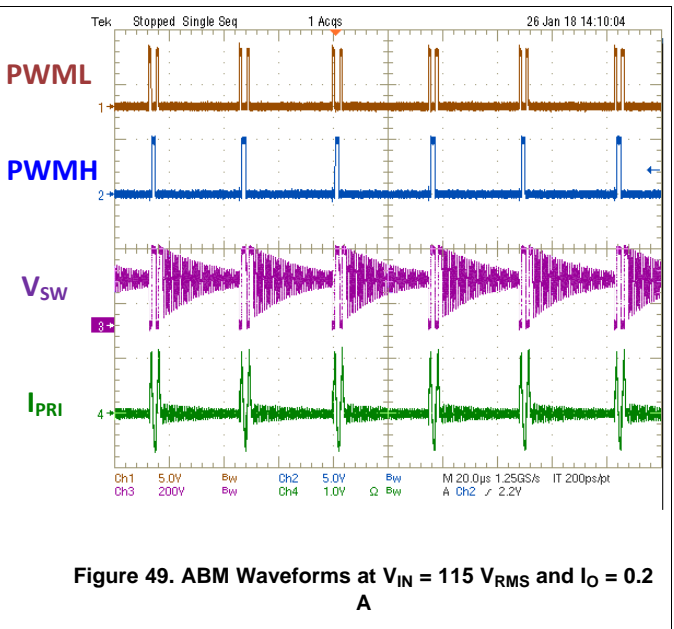 Tek Stopped Single Seq 1 Acqs 26 Jan 18 14:10:04
PWML
1
PWMH
2
VSW
3
IPRI
4
Ch1 5.0V Bw Ch2 5.0V Bw M 20.0µs 1.25GS/s IT 200ps/pt
Ch3 200V Bw Ch4 1.0V Ω Bw A Ch2 ∕ 2.2V
Figure 49. ABM Waveforms at VIN = 115 VRMS and IO = 0.2
A